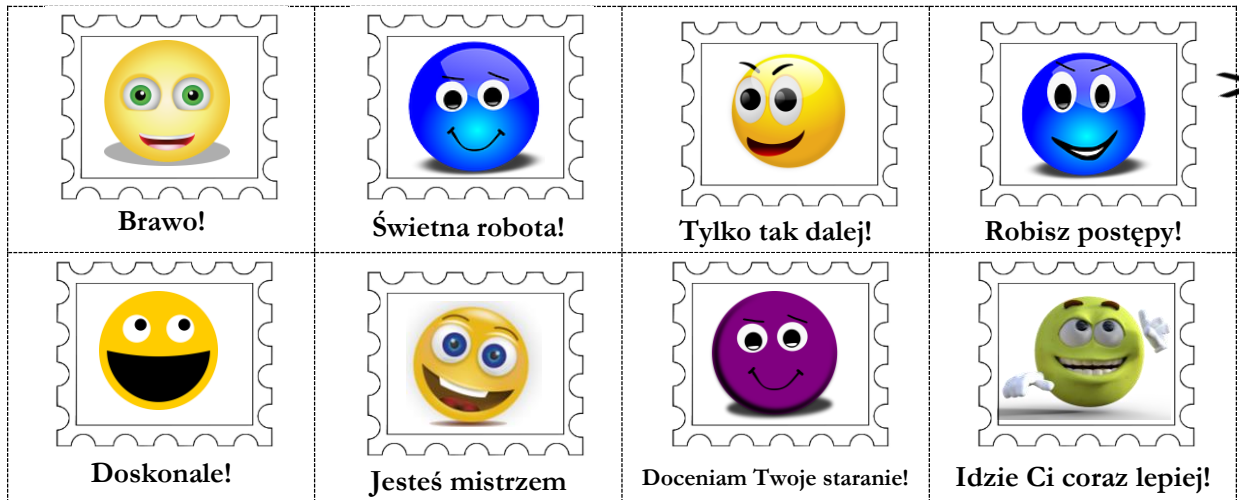 Brawo!
Świetna robota!
Tylko tak dalej!
Robisz postępy!
Doskonale!
Jesteś mistrzem
Doceniam Twoje staranie!
Idzie Ci coraz lepiej!